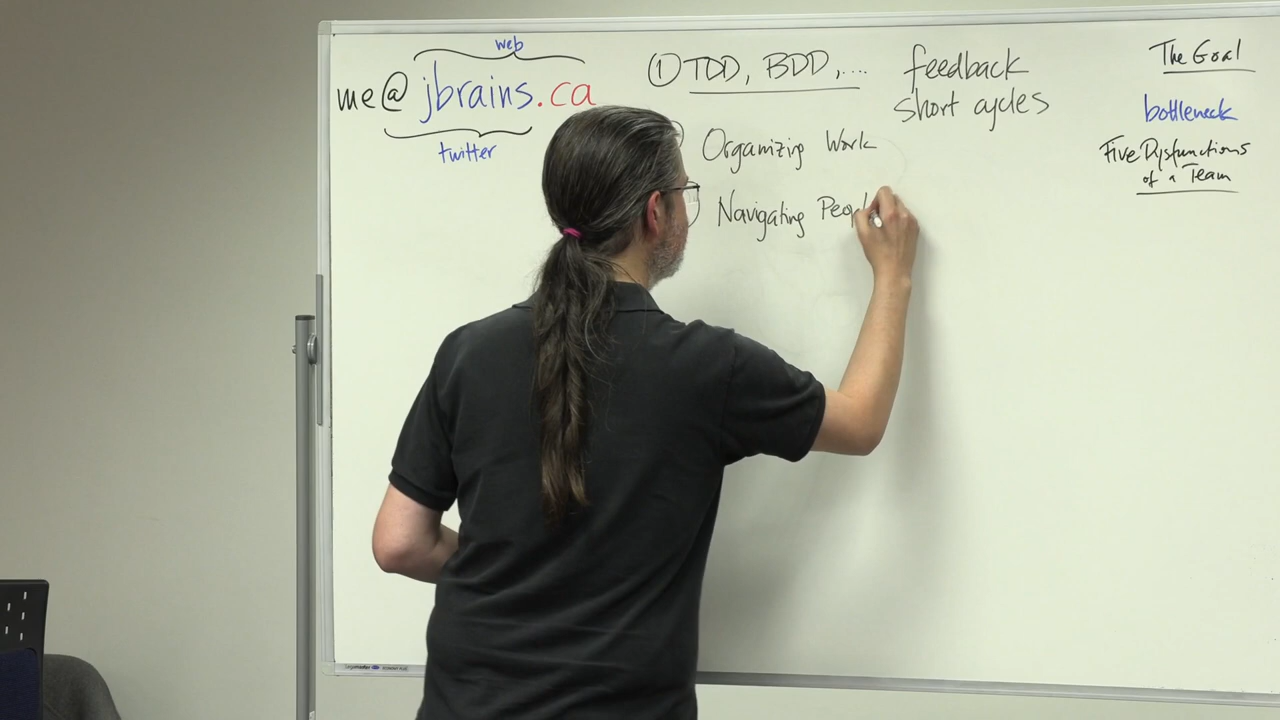 web
me@jbrains.ca
twitter
① TDD, BDD, ...
Organizing Work
Navigating Peopl
feedback
short cycles
The Goal
bottleneck
Five Dysfunctions
of a Team